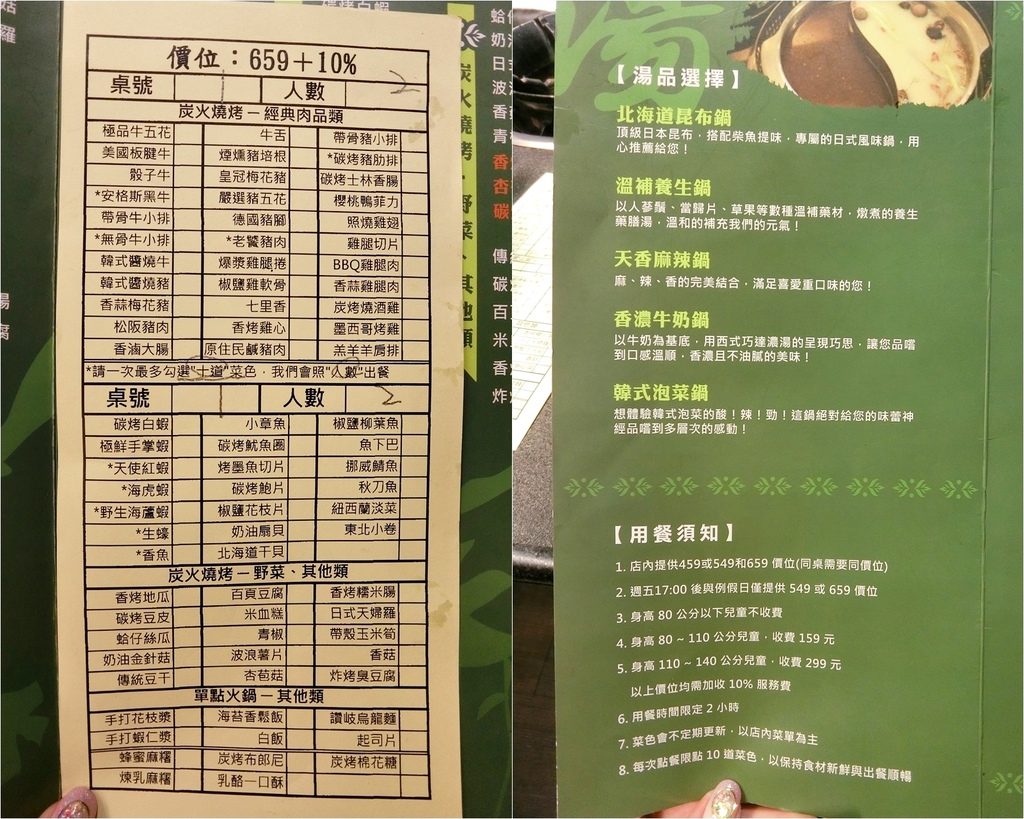 價位：659＋10%
桌號 1 人數 2
炭火燒烤－經典肉品類
極品牛五花 牛舌 帶骨豬小排
美國板腱牛 煙燻豬培根 *碳烤豬肋排
骰子牛 皇冠梅花豬 碳烤士林香腸
*安格斯黑牛 嚴選豬五花 櫻桃鴨菲力
帶骨牛小排 德國豬腳 照燒雞翅
*無骨牛小排 *老饕豬肉 雞腿切片
韓式醬燒牛 爆漿雞腿捲 BBQ雞腿肉
韓式醬燒豬 椒鹽雞軟骨 香蒜雞腿肉
香蒜梅花豬 七里香 炭烤燒酒雞
松阪豬肉 香烤雞心 墨西哥烤雞
香滷大腸 原住民鹹豬肉 羔羊羊肩排
*請一次最多勾選"十道"菜色，我們會照"人數"出餐
桌號 1 人數 2
碳烤白蝦 小章魚 椒鹽柳葉魚
極鮮手掌蝦 碳烤魷魚圈 魚下巴
*天使紅蝦 烤墨魚切片 挪威鯖魚
*海虎蝦 碳烤鮑片 秋刀魚
*野生海蘆蝦 椒鹽花枝片 紐西蘭淡菜
*生蠔 奶油扇貝 東北小卷
*香魚 北海道干貝
炭火燒烤－野菜、其他類
香烤地瓜 百頁豆腐 香烤糯米腸
碳烤豆皮 米血糕 日式天婦羅
蛤仔絲瓜 青椒 帶殼玉米筍
奶油金針菇 波浪薯片 香菇
傳統豆干 杏苞菇 炸烤臭豆腐
單點火鍋－其他類
手打花枝漿 海苔香鬆飯 讚岐烏龍麵
手打蝦仁漿 白飯 起司片
蜂蜜麻糬 炭烤布郎尼 炭烤棉花糖
煉乳麻糬 乳酪一口酥
【湯品選擇】
北海道昆布鍋
頂級日本昆布，搭配柴魚提味，專屬的日式風味鍋，用
心推薦給您！
溫補養生鍋
以人蔘鬚、當歸片、草果等數種溫補藥材，燉煮的養生
藥膳湯，溫和的補充我們的元氣！
天香麻辣鍋
麻、辣、香的完美結合，滿足喜愛重口味的您！
香濃牛奶鍋
以牛奶為基底，用西式巧達濃湯的呈現巧思，讓您品嚐
到口感溫順，香濃且不油膩的美味！
韓式泡菜鍋
想體驗韓式泡菜的酸！辣！勁！這鍋絕對給您的味蕾神
經品嚐到多層次的感動！
【用餐須知】
1. 店內提供459或549和659 價位(同桌需要同價位)
2. 週五17:00 後與例假日僅提供 549 或 659 價位
3. 身高 80 公分以下兒童不收費
4. 身高 80 ~ 110 公分兒童，收費 159 元
5. 身高 110 ~ 140 公分兒童，收費 299 元
以上價位均需加收 10% 服務費
6. 用餐時間限定 2 小時
7. 菜色會不定期更新，以店內菜單為主
8. 每次點餐限點 10 道菜色，以保持食材新鮮與出餐順暢